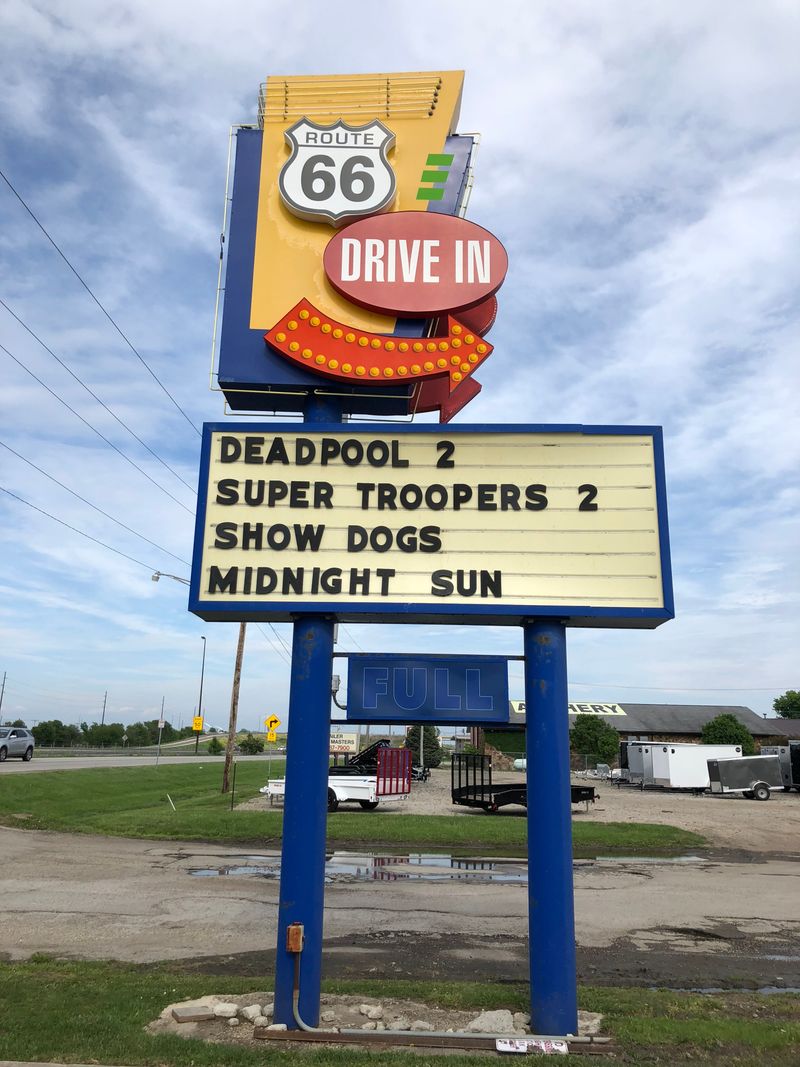 ROUTE
66
DRIVE IN
DEADPOOL 2
SUPER TROOPERS 2
SHOW DOGS
MIDNIGHT SUN
FULL